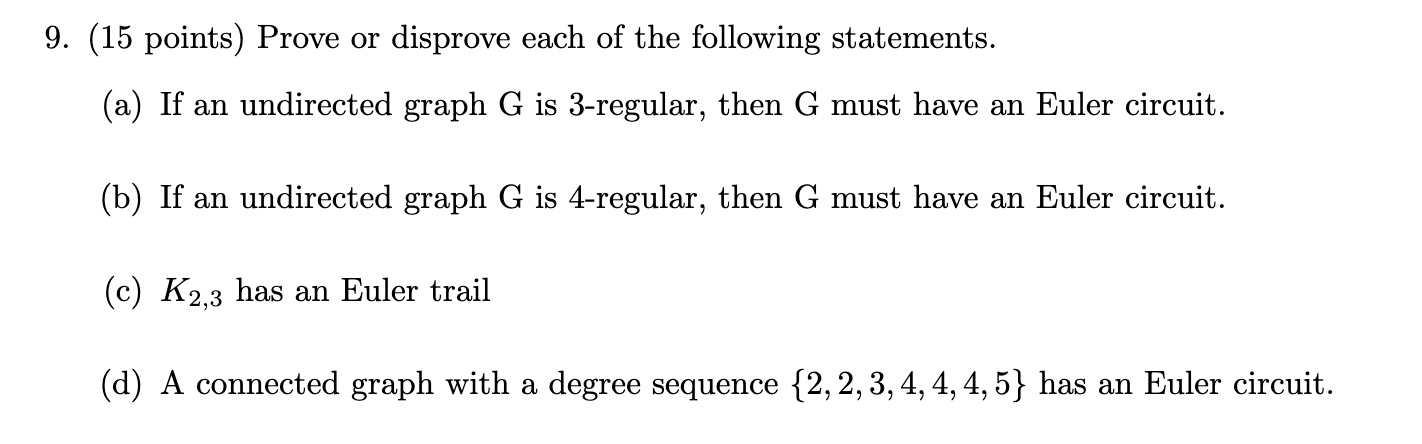 9. (15 points) Prove or disprove each of the following statements.
(a) If an undirected graph G is 3-regular, then G must have an Euler circuit.
(b) If an undirected graph G is 4-regular, then G must have an Euler circuit.
(c) K2,3 has an Euler trail
(d) A connected graph with a degree sequence {2, 2, 3, 4, 4, 4, 5} has an Euler circuit.